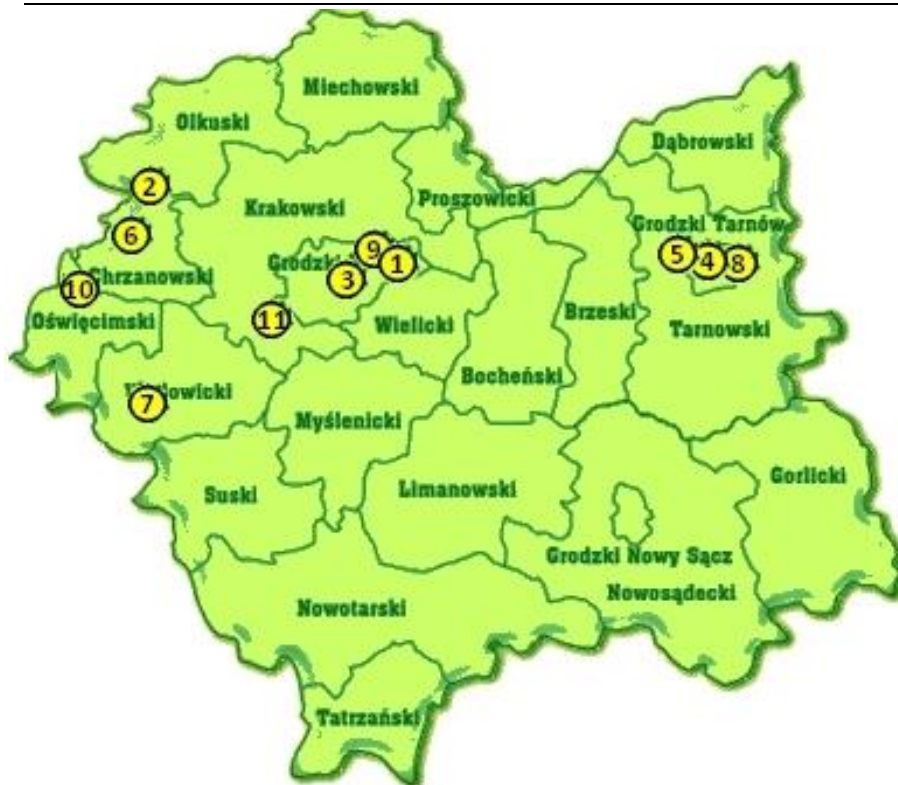 Miechowski
Olkuski
Dąbrowski
2
Proszowicki
Krakowski
6
Grodzki Tarnów
9
5
4
8
1
Grodzki
3
Chrzanowski
10
Oświęcimski
11
Wielicki
Brzeski
Tarnowski
Bocheński
7
Myślenicki
Gorlicki
Suski
Limanowski
Grodzki Nowy Sącz
Nowosądecki
Nowotarski
Tatrzański